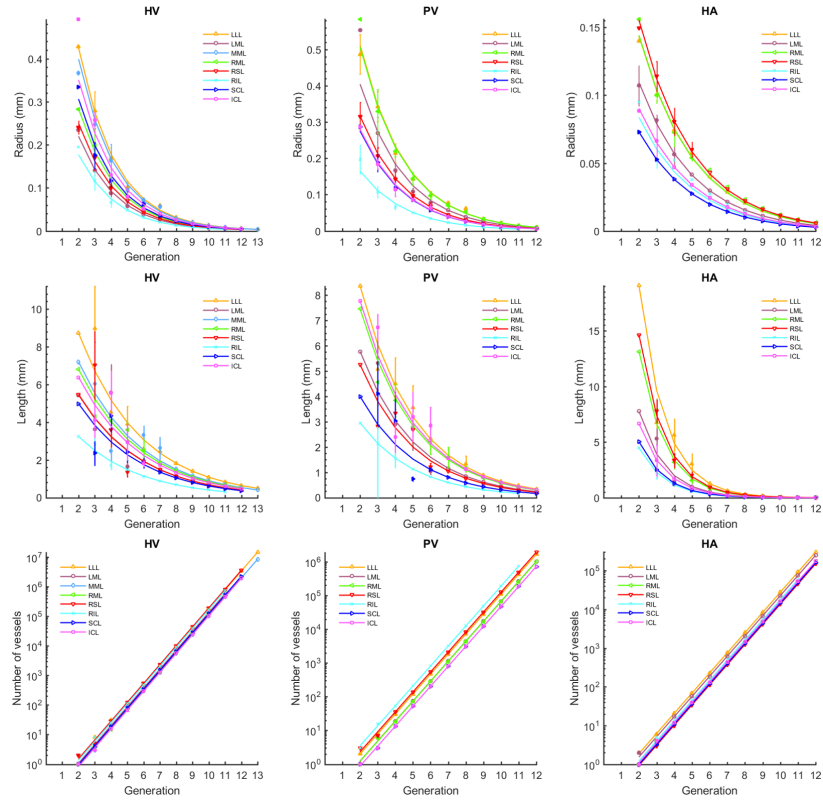 HV
PV
HA
Radius (mm)
0.4
0.3
0.2
0.1
0
LLL
LML
MML
RML
RSL
RIL
SCL
ICL
1 2 3 4 5 6 7 8 9 10 11 12 13
Generation
Radius (mm)
0.5
0.4
0.3
0.2
0.1
0
LLL
LML
RML
RSL
RIL
SCL
ICL
1 2 3 4 5 6 7 8 9 10 11 12
Generation
Radius (mm)
0.15
0.1
0.05
0
LLL
LML
RML
RSL
RIL
SCL
ICL
1 2 3 4 5 6 7 8 9 10 11 12
Generation
HV
PV
HA
Length (mm)
10
8
6
4
2
0
LLL
LML
MML
RML
RSL
RIL
SCL
ICL
1 2 3 4 5 6 7 8 9 10 11 12 13
Generation
Length (mm)
8
7
6
5
4
3
2
1
0
LLL
LML
RML
RSL
RIL
SCL
ICL
1 2 3 4 5 6 7 8 9 10 11 12
Generation
Length (mm)
15
10
5
0
LLL
LML
RML
RSL
RIL
SCL
ICL
1 2 3 4 5 6 7 8 9 10 11 12
Generation
HV
PV
HA
Number of vessels
10^7
10^6
10^5
10^4
10^3
10^2
10^1
10^0
LLL
LML
MML
RML
RSL
RIL
SCL
ICL
1 2 3 4 5 6 7 8 9 10 11 12 13
Generation
Number of vessels
10^6
10^5
10^4
10^3
10^2
10^1
10^0
LLL
LML
RML
RSL
RIL
SCL
ICL
1 2 3 4 5 6 7 8 9 10 11 12
Generation
Number of vessels
10^5
10^4
10^3
10^2
10^1
10^0
LLL
LML
RML
RSL
RIL
SCL
ICL
1 2 3 4 5 6 7 8 9 10 11 12
Generation